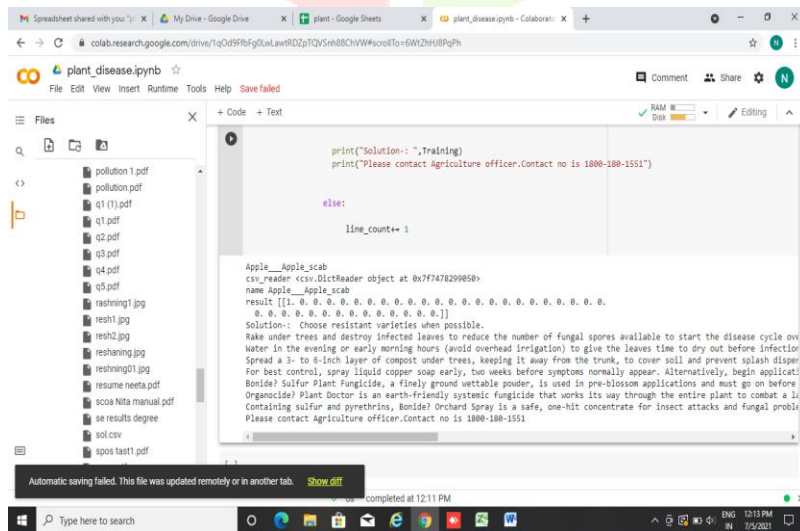 Spreadsheet shared with you: "pl
My Drive - Google Drive
plant - Google Sheets
plant_disease.ipynb - Colaborato
colab.research.google.com/drive/
plant_disease.ipynb
Comment
Share
N
File Edit View Insert Runtime Tools Help Save failed
Files
+ Code + Text
RAM
Disk
Editing
pollution 1.pdf
pollution.pdf
q1 (1).pdf
q1.pdf
q2.pdf
q3.pdf
q4.pdf
q5.pdf
rashning1.jpg
resh1.jpg
resh2.jpg
reshaning.jpg
reshning01.jpg
resume neeta.pdf
scoa Nita manual.pdf
se results degree
sol.csv
spos tast1.pdf
print("Solution-: ",Training)
print("Please contact Agriculture officer.Contact no is 1800-180-1551")
else:
line_count+= 1
Apple___Apple_scab
csv_reader <csv.DictReader object at 0x7f7478299050>
name Apple___Apple_scab
result [[1. 0. 0. 0. 0. 0. 0. 0. 0. 0. 0. 0. 0. 0. 0. 0. 0. 0. 0. 0. 0. 0. 0. 0.
0. 0. 0. 0. 0. 0. 0. 0. 0. 0. 0. 0. 0. 0.]]
Solution-: Choose resistant varieties when possible.
Rake under trees and destroy infected leaves to reduce the number of fungal spores available to start the disease cycle ov
Water in the evening or early morning hours (avoid overhead irrigation) to give the leaves time to dry out before infection
Spread a 3- to 6-inch layer of compost under trees, keeping it away from the trunk, to cover soil and prevent splash disper
For best control, spray liquid copper soap early, two weeks before symptoms normally appear. Alternatively, begin applicati
Bonide? Sulfur Plant Fungicide, a finely ground wettable powder, is used in pre-blossom applications and must go on before
Organocide? Plant Doctor is an earth-friendly systemic fungicide that works its way through the entire plant to combat a la
Containing sulfur and pyrethrins, Bonide? Orchard Spray is a safe, one-hit concentrate for insect attacks and fungal proble
Please contact Agriculture officer.Contact no is 1800-180-1551
Automatic saving failed. This file was updated remotely or in another tab. Show diff
0s completed at 12:11 PM
Type here to search
ENG
IN
12:13 PM
7/5/2021